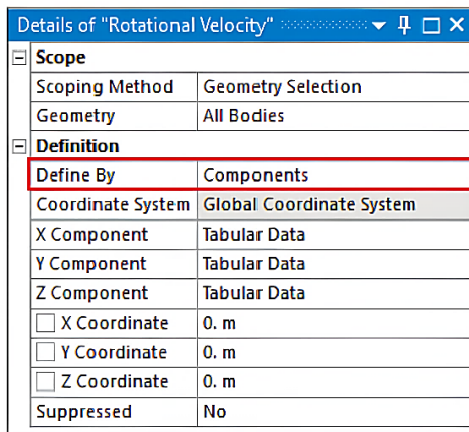 Details of "Rotational Velocity"
Scope
Scoping Method Geometry Selection
Geometry All Bodies
Definition
Define By Components
Coordinate System Global Coordinate System
X Component Tabular Data
Y Component Tabular Data
Z Component Tabular Data
X Coordinate 0. m
Y Coordinate 0. m
Z Coordinate 0. m
Suppressed No